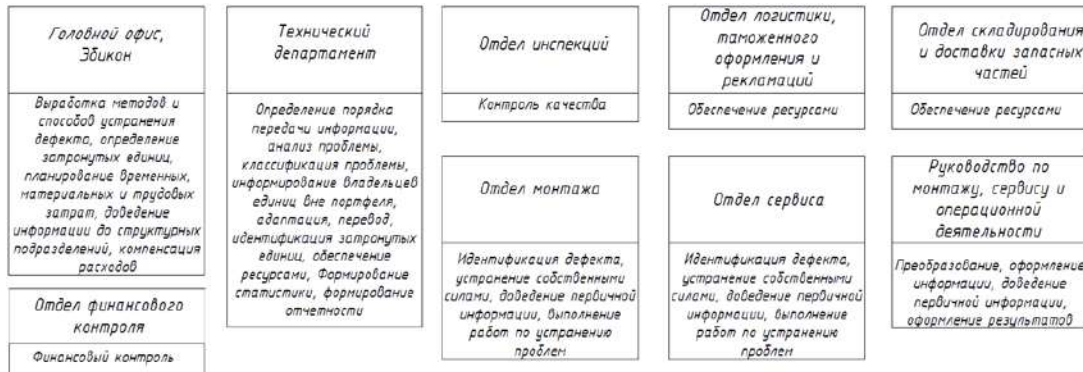 Головной офис,
Эбикон
Выработка методов и
способов устранения
дефекта, определение
затронутых единиц,
планирование временных,
материальных и трудовых
затрат, доведение
информации до структурных
подразделений, компенсация
расходов
Отдел финансового
контроля
Финансовый контроль
Технический
департамент
Определение порядка
передачи информации,
анализ проблемы,
классификация проблемы,
информирование владельцев
единиц вне портфеля,
адаптация, перевод,
идентификация затронутых
единиц, обеспечение
ресурсами, Формирование
статистики, формирование
отчетности
Отдел инспекций
Контроль качества
Отдел монтажа
Идентификация дефекта,
устранение собственными
силами, доведение первичной
информации, выполнение
работ по устранению
проблем
Отдел логистики,
таможенного
оформления и
рекламаций
Обеспечение ресурсами
Отдел сервиса
Идентификация дефекта,
устранение собственными
силами, доведение первичной
информации, выполнение
работ по устранению
проблем
Отдел складирования
и доставки запасных
частей
Обеспечение ресурсами
Руководство по
монтажу, сервису и
операционной
деятельности
Преобразование, оформление
информации, доведение
первичной информации,
оформление результатов